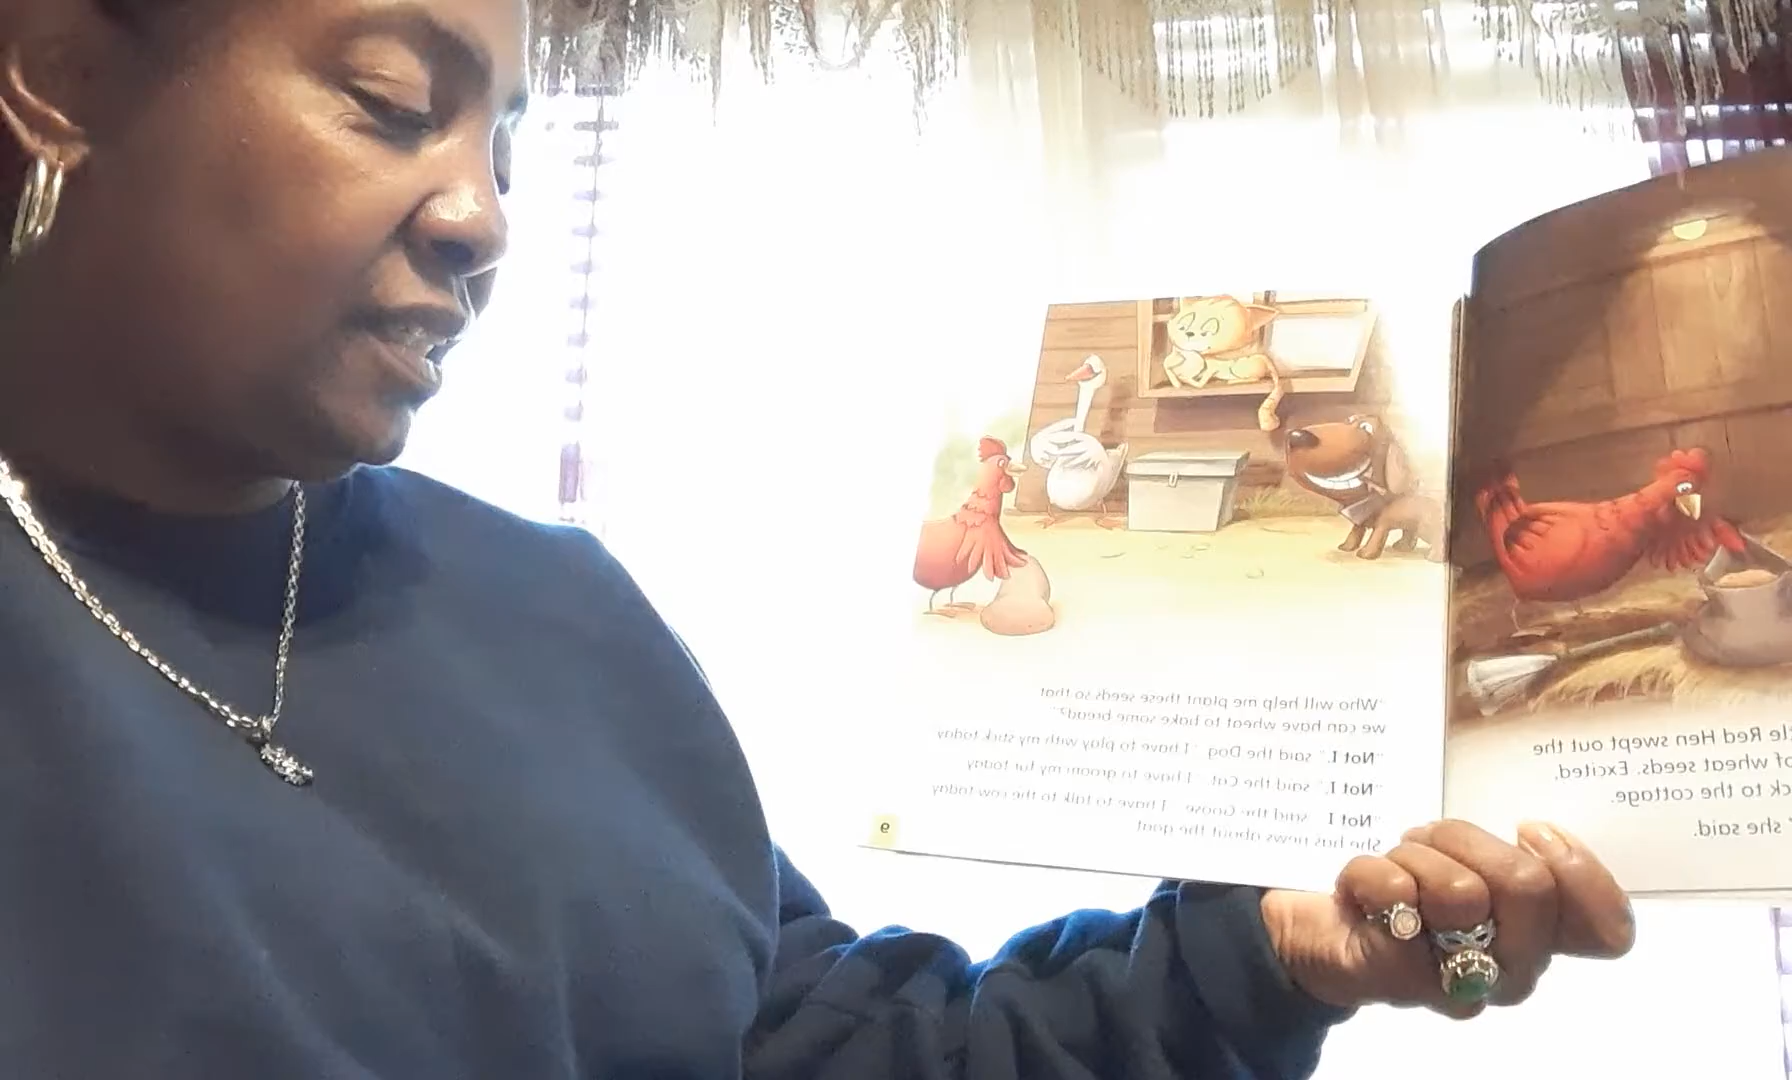 "Who will help me plant these seeds so that
we can have wheat to bake some bread?"
"Not I," said the Dog. "I have to play with my stick today
"Not I," said the Cat. "I have to groom my fur today
"Not I said the Goose I have to talk to the cow today
She has news about the goat
9
Red Hen swept out the
of wheat seeds. Excited,
to the cottage.
she said.